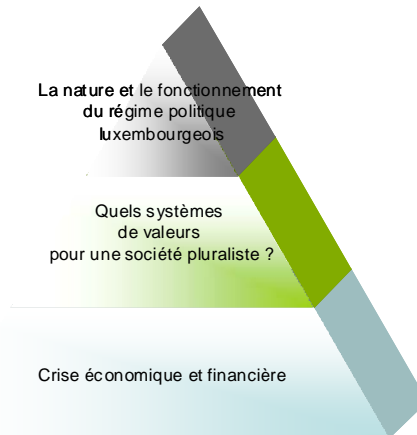 La nature et le fonctionnement
du régime politique
luxembourgeois
Quels systèmes
de valeurs
pour une société pluraliste ?
Crise économique et financière